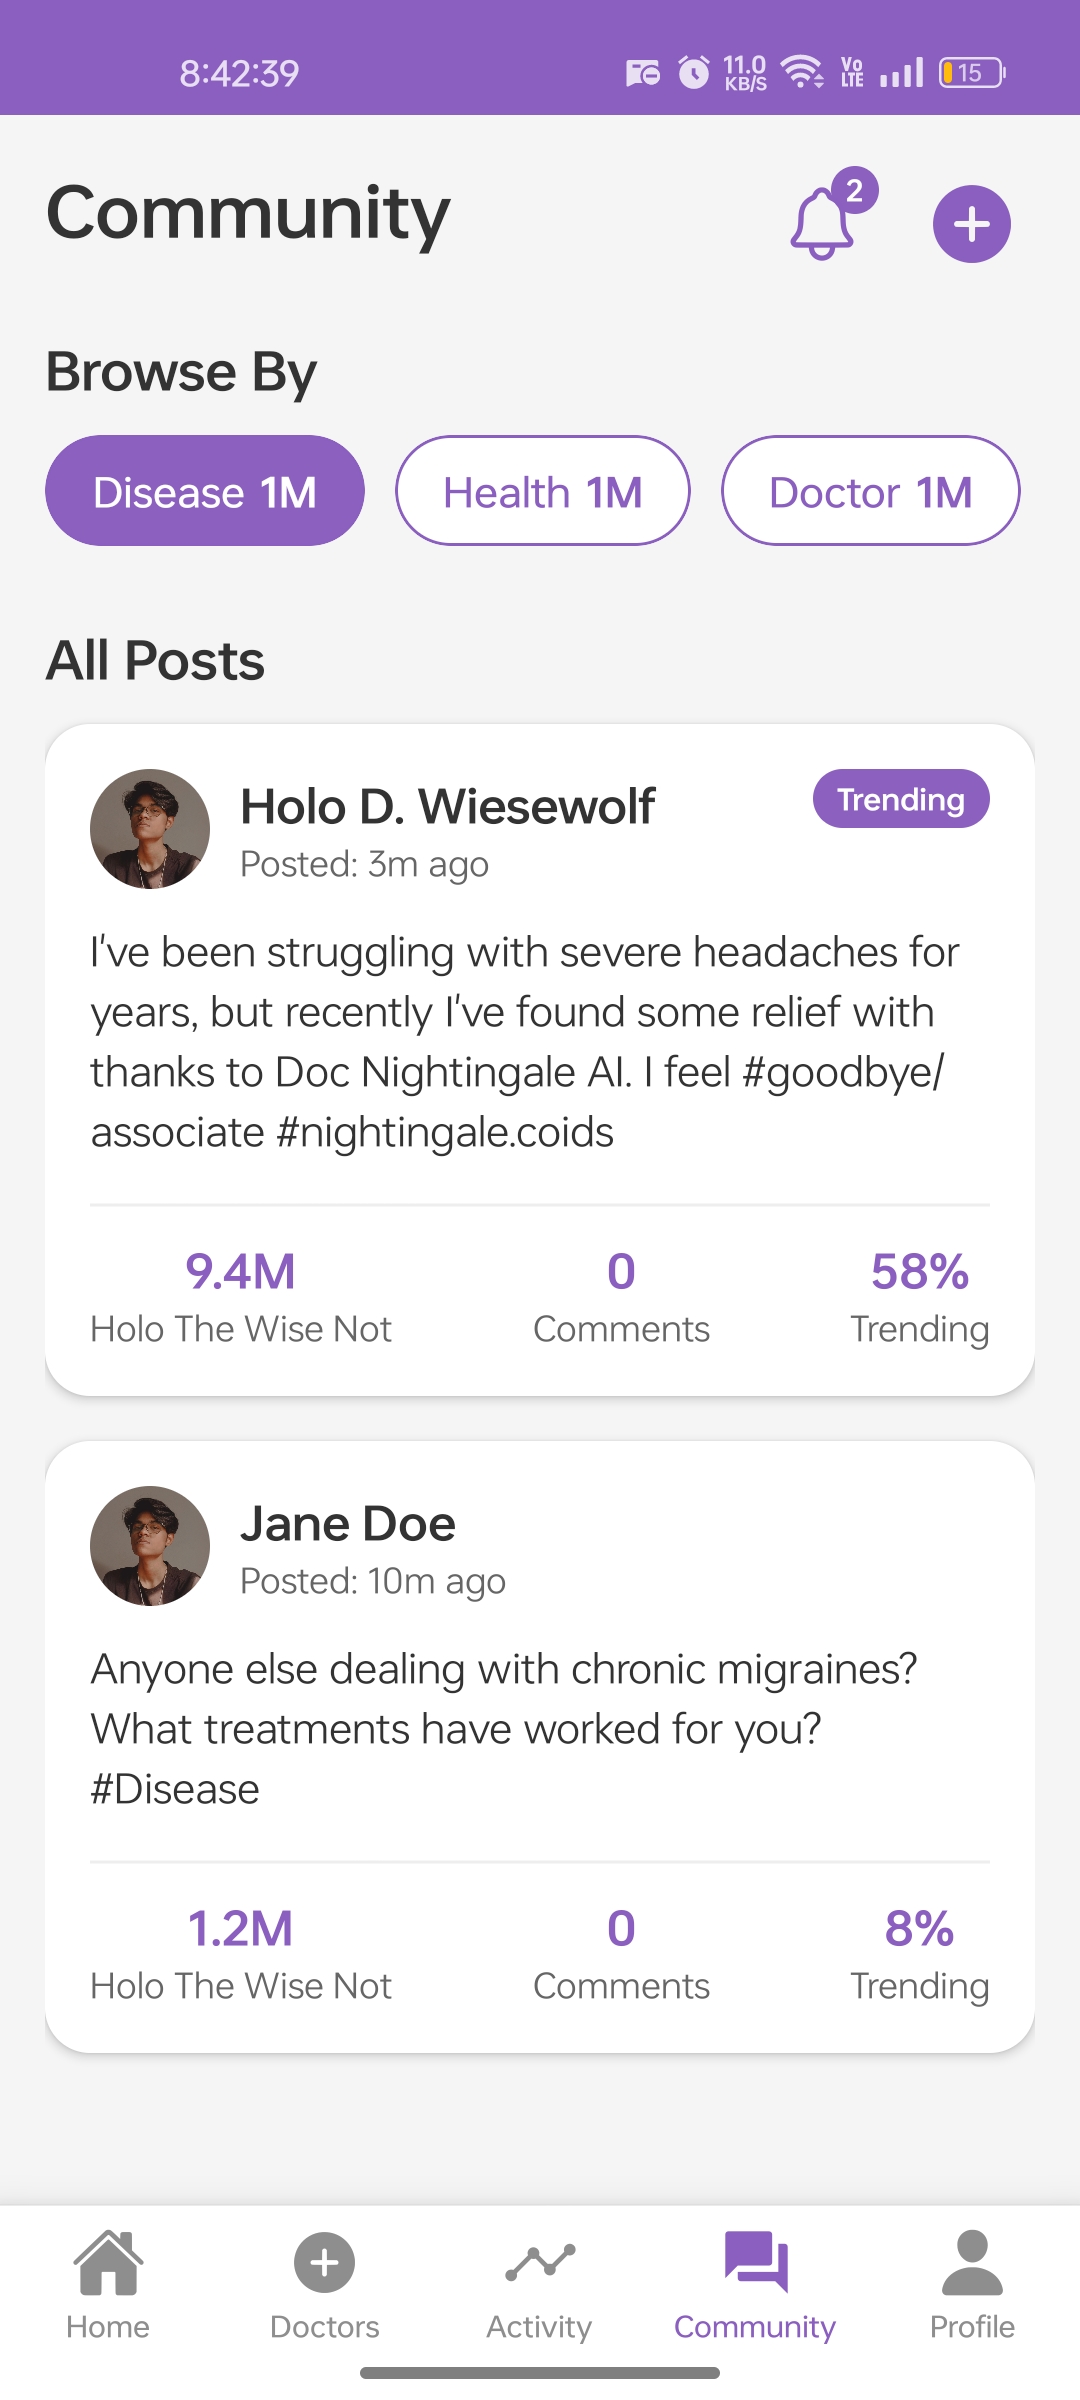 8:42:39
11.0
KB/S
Vo
LTE
15
Community
2
Browse By
Disease 1M
Health 1M
Doctor 1M
All Posts
Holo D. Wiesewolf
Trending
Posted: 3m ago
I've been struggling with severe headaches for
years, but recently I've found some relief with
thanks to Doc Nightingale AI. I feel #goodbye/
associate #nightingale.coids
9.4M
Holo The Wise Not
0
Comments
58%
Trending
Jane Doe
Posted: 10m ago
Anyone else dealing with chronic migraines?
What treatments have worked for you?
#Disease
1.2M
Holo The Wise Not
0
Comments
8%
Trending
Home
Doctors
Activity
Community
Profile